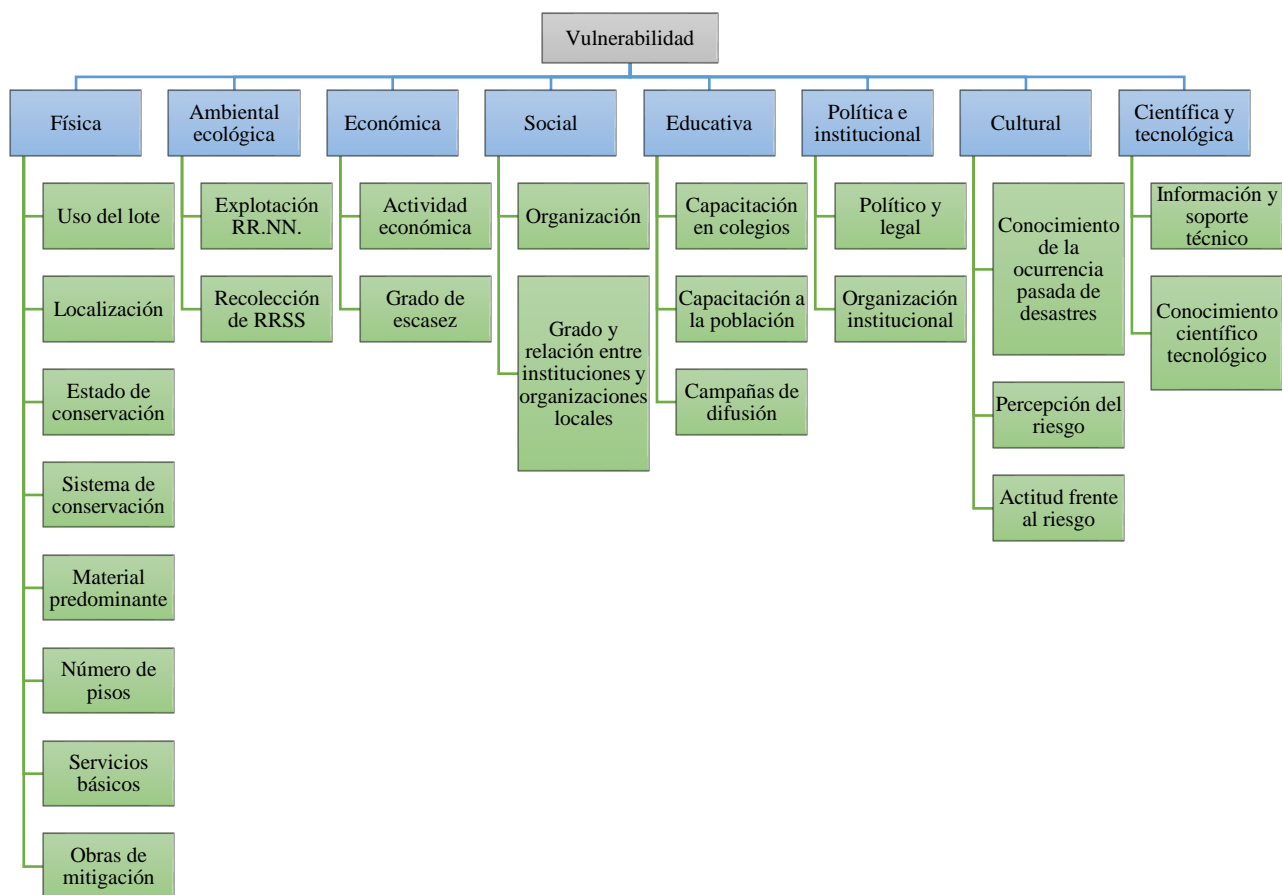 Vulnerabilidad
Física
Ambiental
ecológica
Económica
Social
Educativa
Política e
institucional
Cultural
Científica y
tecnológica
Uso del lote
Localización
Estado de
conservación
Sistema de
conservación
Material
predominante
Número de
pisos
Servicios
básicos
Obras de
mitigación
Explotación
RR.NN.
Recolección
de RRSS
Actividad
económica
Grado de
escasez
Organización
Grado y
relación entre
instituciones y
organizaciones
locales
Capacitación
en colegios
Capacitación a
la población
Campañas de
difusión
Político y
legal
Organización
institucional
Conocimiento
de la
ocurrencia
pasada de
desastres
Percepción del
riesgo
Actitud frente
al riesgo
Información y
soporte
técnico
Conocimiento
científico
tecnológico